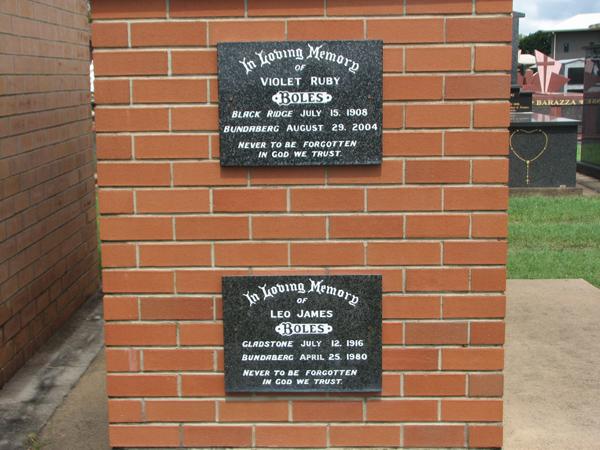 In Loving Memory
OF
VIOLET RUBY
BOLES
BLACK RIDGE JULY 15. 1908
BUNDABERG AUGUST 29. 2004
NEVER TO BE FORGOTTEN
IN GOD WE TRUST.
BARAZZA
In Loving Memory
OF
LEO JAMES
BOLES
GLADSTONE JULY 12. 1916
BUNDABERG APRIL 25. 1980
NEVER TO BE FORGOTTEN
IN GOD WE TRUST.